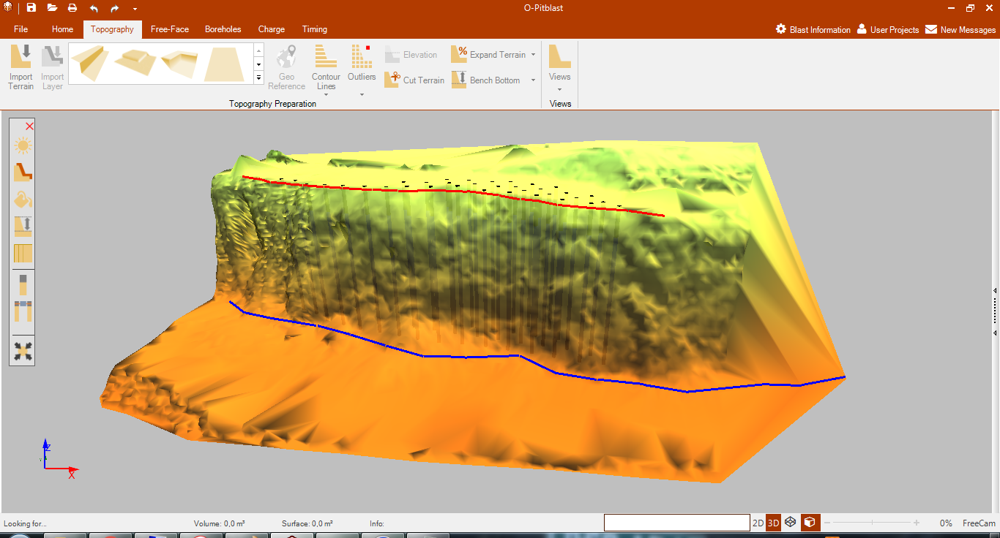 O-Pitblast
File Home Topography Free-Face Boreholes Charge Timing
Blast Information User Projects New Messages
Import Terrain
Import Layer
Geo Reference
Contour Lines
Outliers
Elevation
Cut Terrain
Expand Terrain
Bench Bottom
Views
Topography Preparation
Views
Z
Y
X
Looking for...
Volume: 0,0 m³
Surface: 0,0 m²
Info:
2D 3D
0%
FreeCam